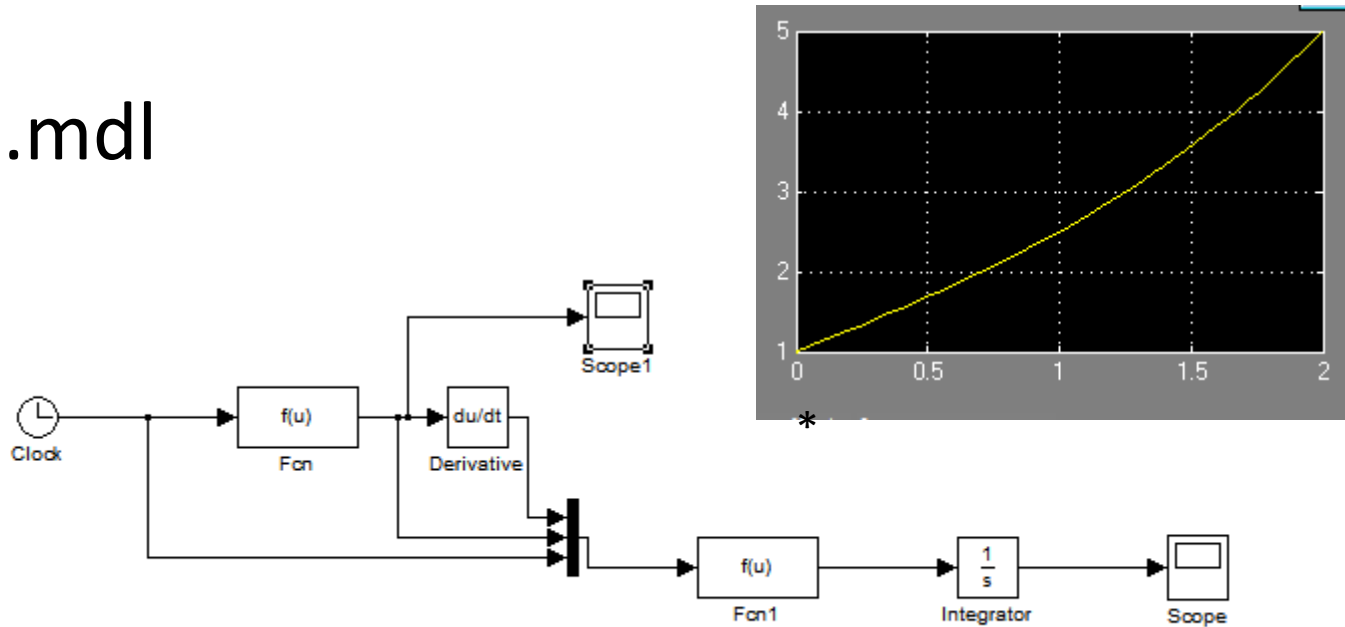 .mdl
5
4
3
2
1
0 0.5 1 1.5 2
*
Scope1
f(u)
du/dt
Clock
Fcn
Derivative
f(u)
1
s
Fcn1
Integrator
Scope